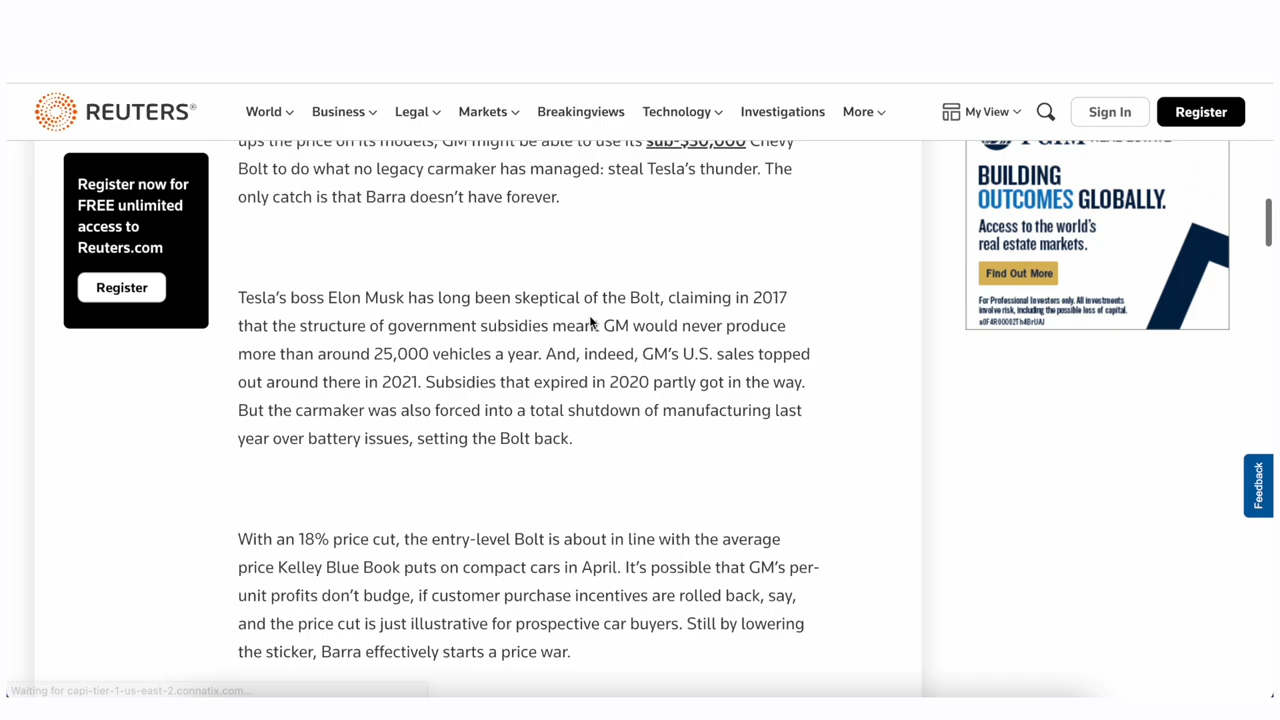 REUTERS®
World
Business
Legal
Markets
Breakingviews
Technology
Investigations
More
My View
Sign In
Register
Register now for
FREE unlimited
access to
Reuters.com
Register
ups the price on its models, GM might be able to use its sub-$30,000 Chevy
Bolt to do what no legacy carmaker has managed: steal Tesla's thunder. The
only catch is that Barra doesn't have forever.
Tesla's boss Elon Musk has long been skeptical of the Bolt, claiming in 2017
that the structure of government subsidies meant GM would never produce
more than around 25,000 vehicles a year. And, indeed, GM's U.S. sales topped
out around there in 2021. Subsidies that expired in 2020 partly got in the way.
But the carmaker was also forced into a total shutdown of manufacturing last
year over battery issues, setting the Bolt back.
With an 18% price cut, the entry-level Bolt is about in line with the average
price Kelley Blue Book puts on compact cars in April. It's possible that GM's per-
unit profits don't budge, if customer purchase incentives are rolled back, say,
and the price cut is just illustrative for prospective car buyers. Still by lowering
the sticker, Barra effectively starts a price war.
PGIM REAL ESTATE
BUILDING
OUTCOMES GLOBALLY.
Access to the world's
real estate markets.
Find Out More
For Professional Investors only. All investments
involve risk, including the possible loss of capital.
Feedback
Waiting for capi-tier-1-us-east-2.connatix.com...